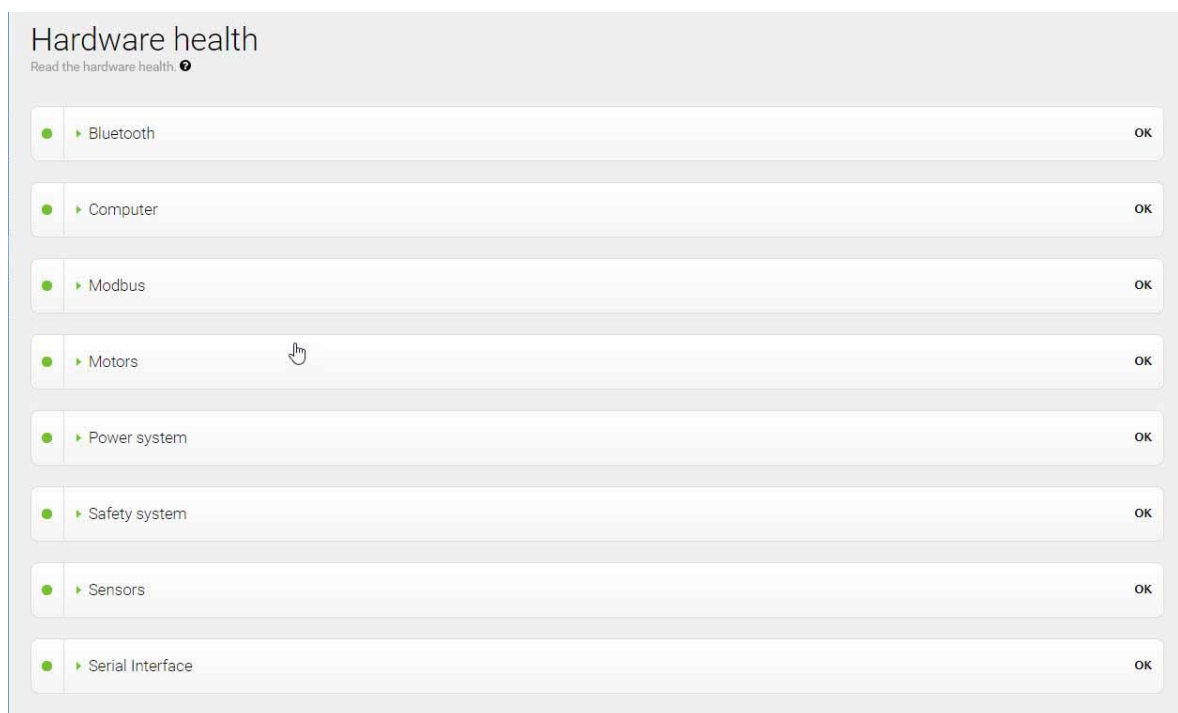 Hardware health
Read the hardware health. ?
Bluetooth OK
Computer OK
Modbus OK
Motors OK
Power system OK
Safety system OK
Sensors OK
Serial Interface OK